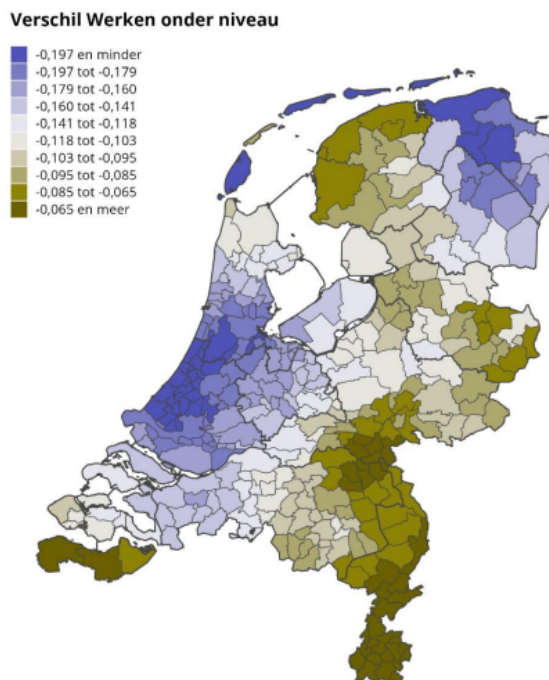 Verschil Werken onder niveau
-0,197 en minder
-0,197 tot -0,179
-0,179 tot -0,160
-0,160 tot -0,141
-0,141 tot -0,118
-0,118 tot -0,103
-0,103 tot -0,095
-0,095 tot -0,085
-0,085 tot -0,065
-0,065 en meer